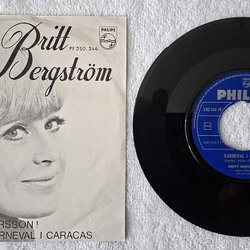 Britt
PHILIPS
PF 350.346
Bergström
RSSON!
RNEVAL I CARACAS
PHILIPS
KARNEVAL I